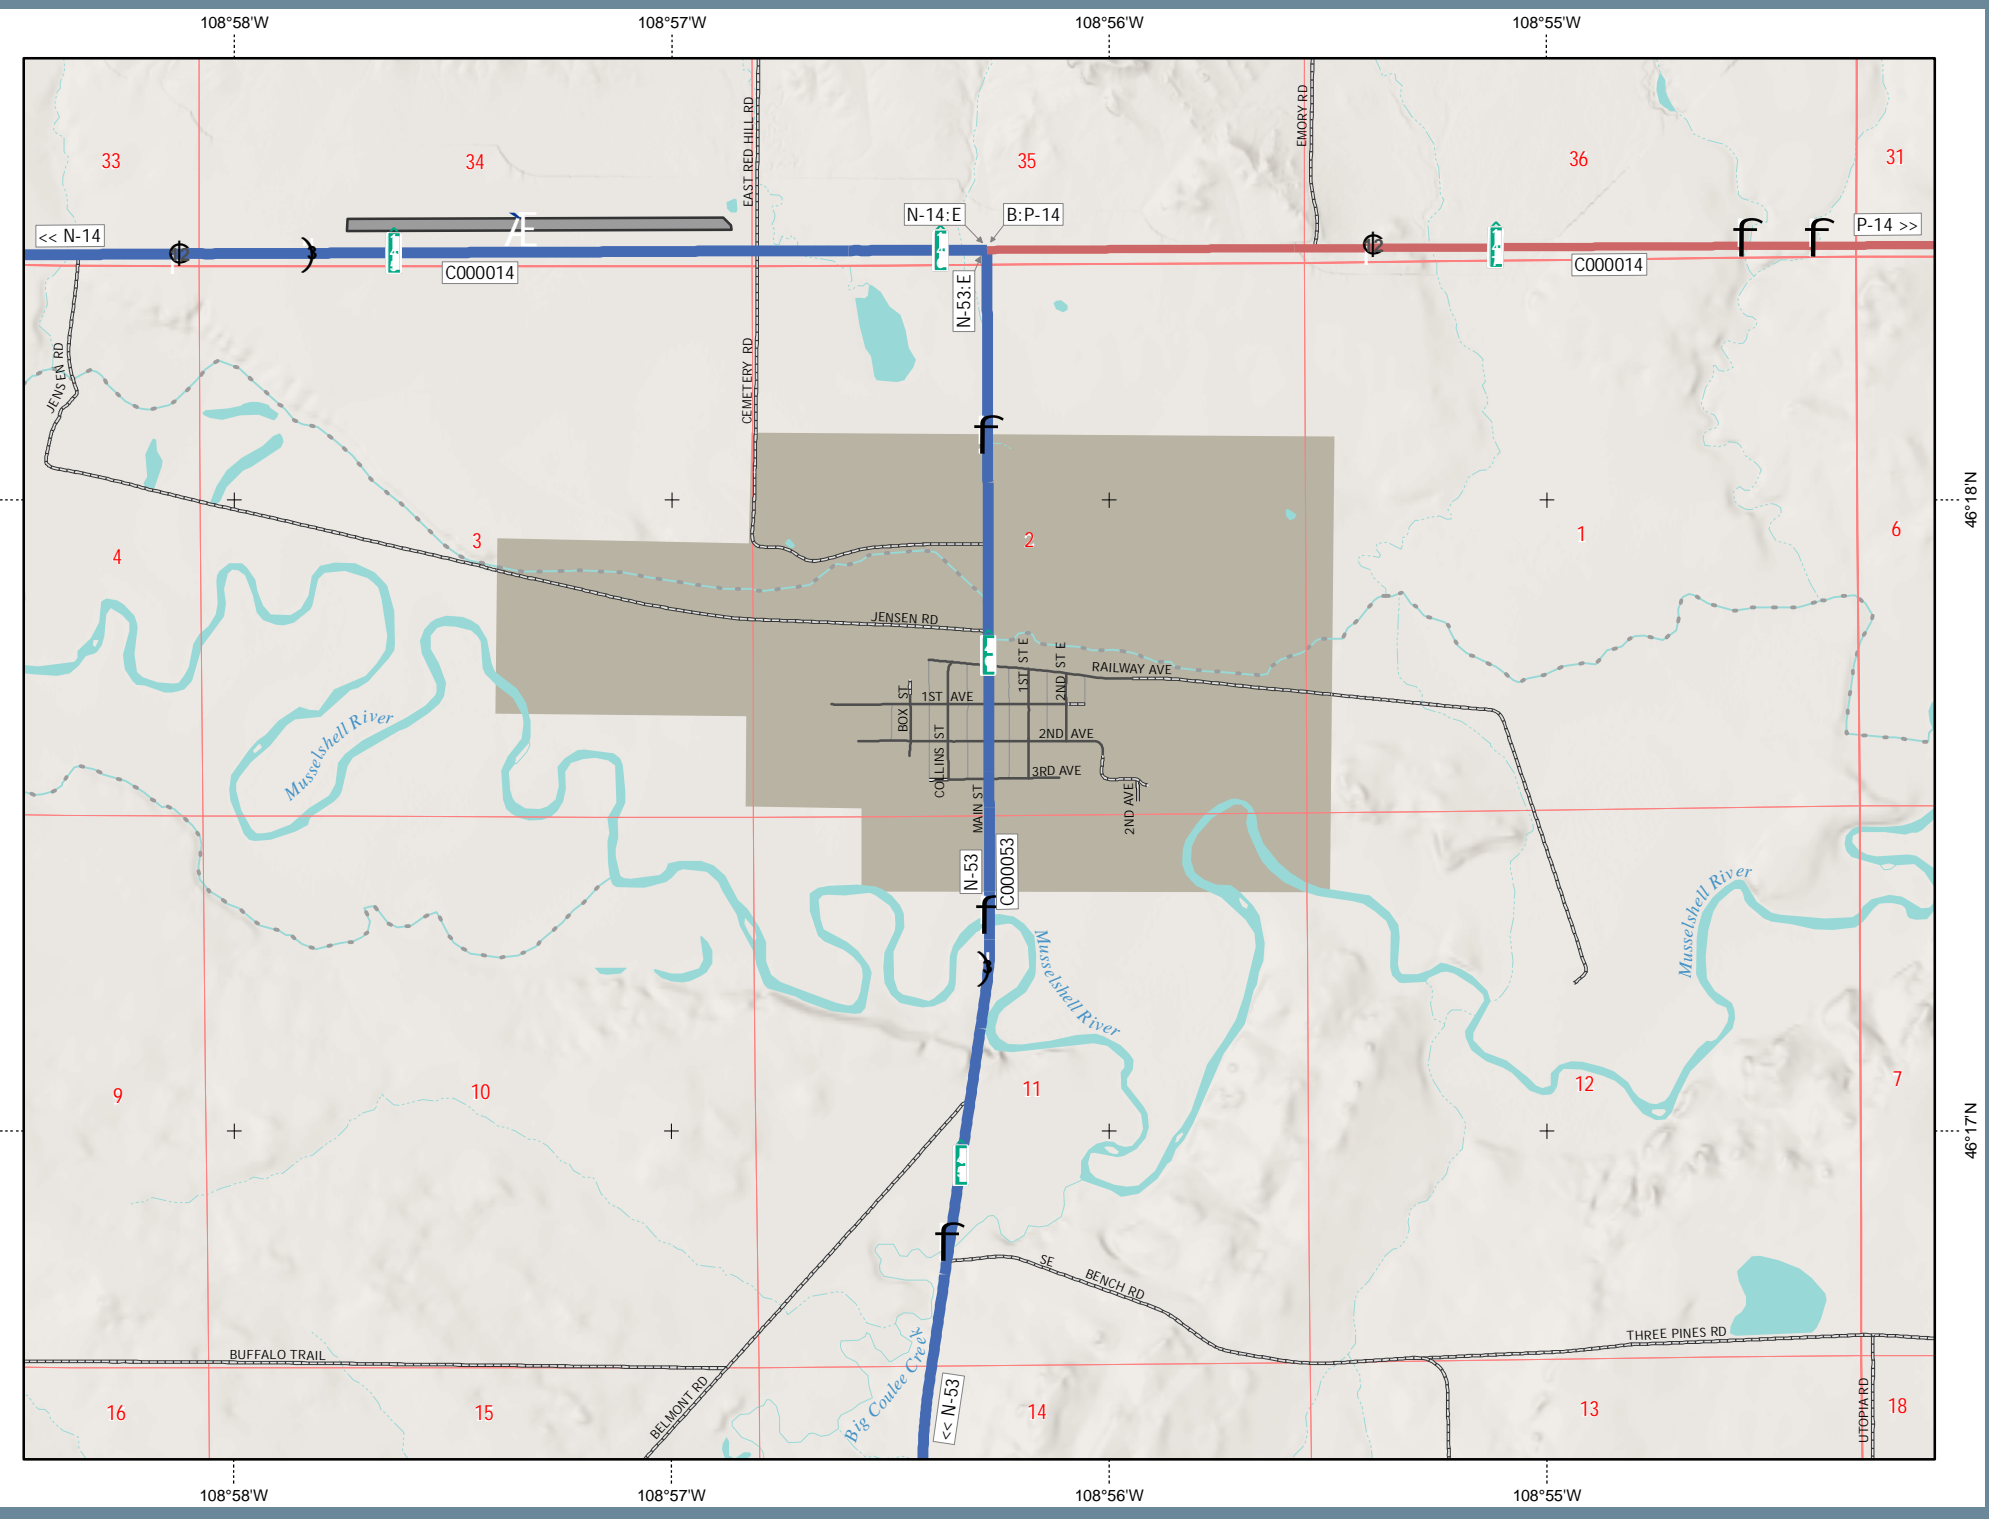 108°58'W
108°57'W
108°56'W
108°55'W
EAST RED HILL RD
EMORY RD
33
34
35
36
31
<< N-14
N-14:E
B:P-14
P-14 >>
C000014
C000014
N-53:E
JENSEN RD
CEMETERY RD
46°18'N
4
3
2
1
6
JENSEN RD
1ST ST E
2ND ST E
RAILWAY AVE
BOX ST
1ST AVE
COLLINS ST
2ND AVE
3RD AVE
MAIN ST
2ND AVE
Musselshell River
N-53
C000053
Musselshell River
Musselshell River
9
10
11
12
7
46°17'N
SE BENCH RD
THREE PINES RD
BUFFALO TRAIL
BELMONT RD
Big Coulee Creek
<< N-53
UTOPIA RD
16
15
14
13
18
108°58'W
108°57'W
108°56'W
108°55'W